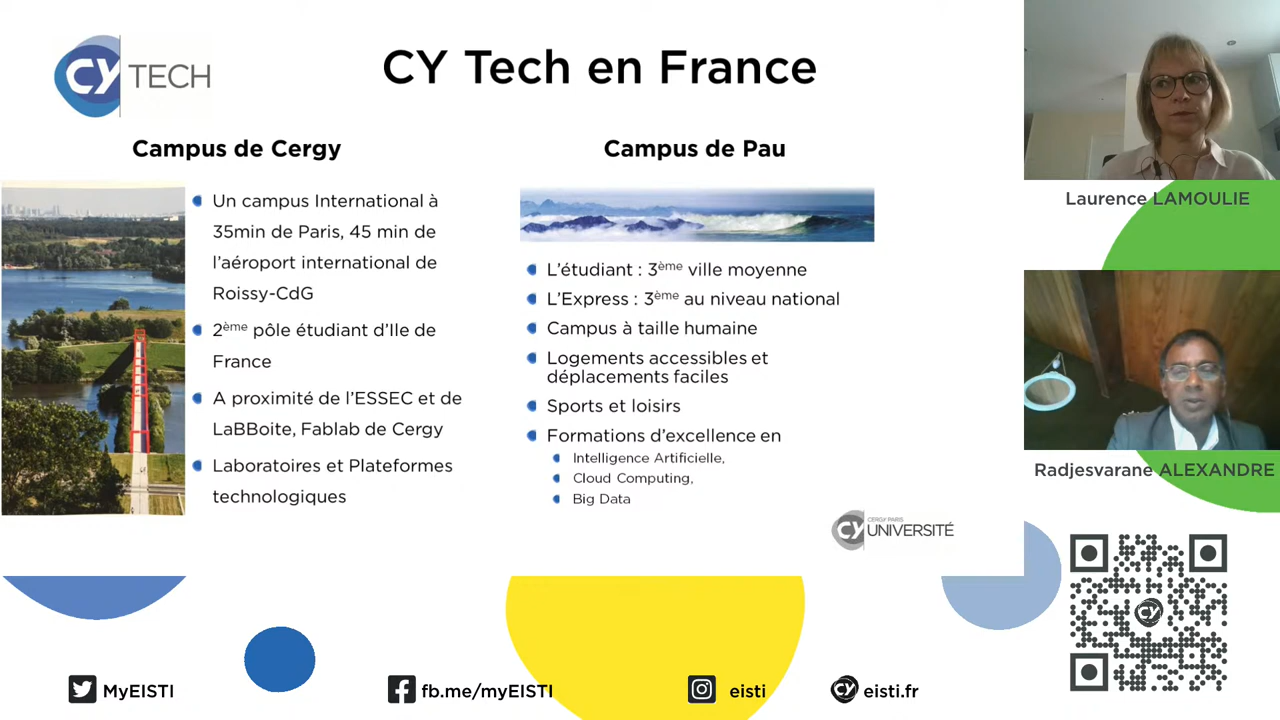 CY TECH
CY Tech en France
Campus de Cergy
Un campus International à
35min de Paris, 45 min de
l'aéroport international de
Roissy-CdG
2ème pôle étudiant d'Ile de
France
A proximité de l'ESSEC et de
LaBBoite, Fablab de Cergy
Laboratoires et Plateformes
technologiques
Campus de Pau
L'étudiant : 3ème ville moyenne
L'Express : 3ème au niveau national
Campus à taille humaine
Logements accessibles et
déplacements faciles
Sports et loisirs
Formations d'excellence en
Intelligence Artificielle,
Cloud Computing,
Big Data
CERGY PARIS
CY UNIVERSITÉ
Laurence LAMOULIE
Radjesvarane ALEXANDRE
CY
MyEISTI
fb.me/myEISTI
eisti
CY eisti.fr